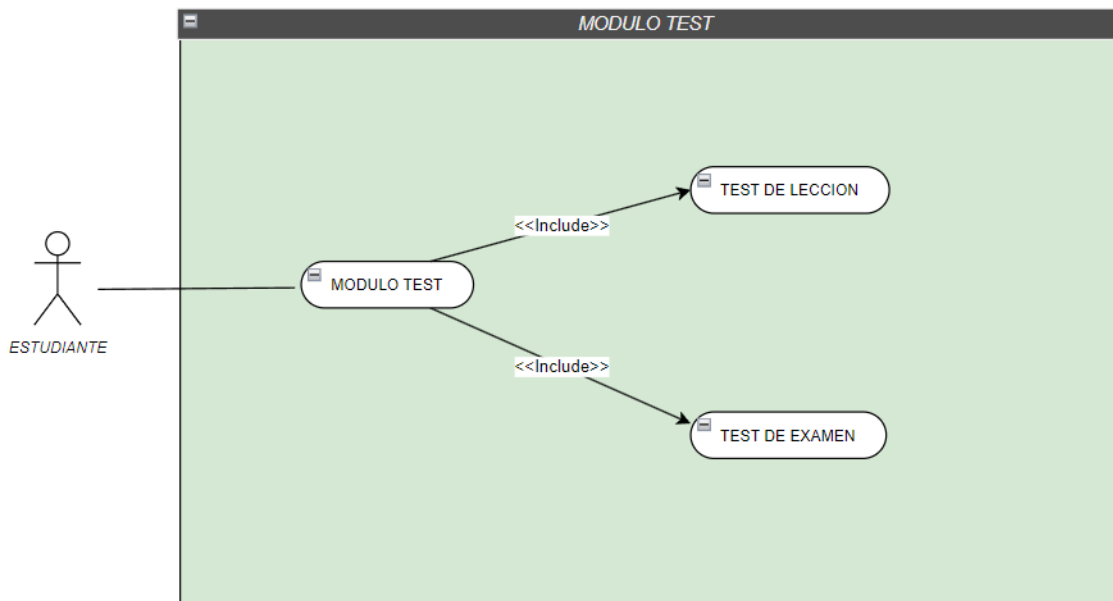 MODULO TEST
TEST DE LECCION
<<Include>>
MODULO TEST
ESTUDIANTE
<<Include>>
TEST DE EXAMEN